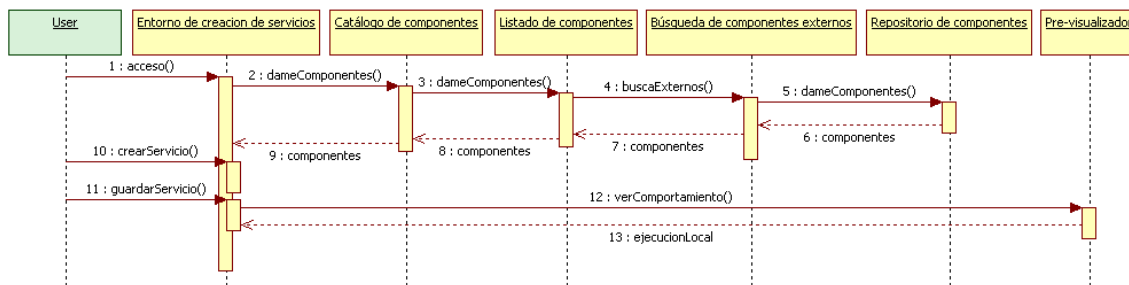 User
Entorno de creacion de servicios
Catálogo de componentes
Listado de componentes
Búsqueda de componentes externos
Repositorio de componentes
Pre-visualizador
1 : acceso()
2 : dameComponentes()
3 : dameComponentes()
4 : buscaExternos()
5 : dameComponentes()
6 : componentes
7 : componentes
8 : componentes
9 : componentes
10 : crearServicio()
11 : guardarServicio()
12 : verComportamiento()
13 : ejecucionLocal